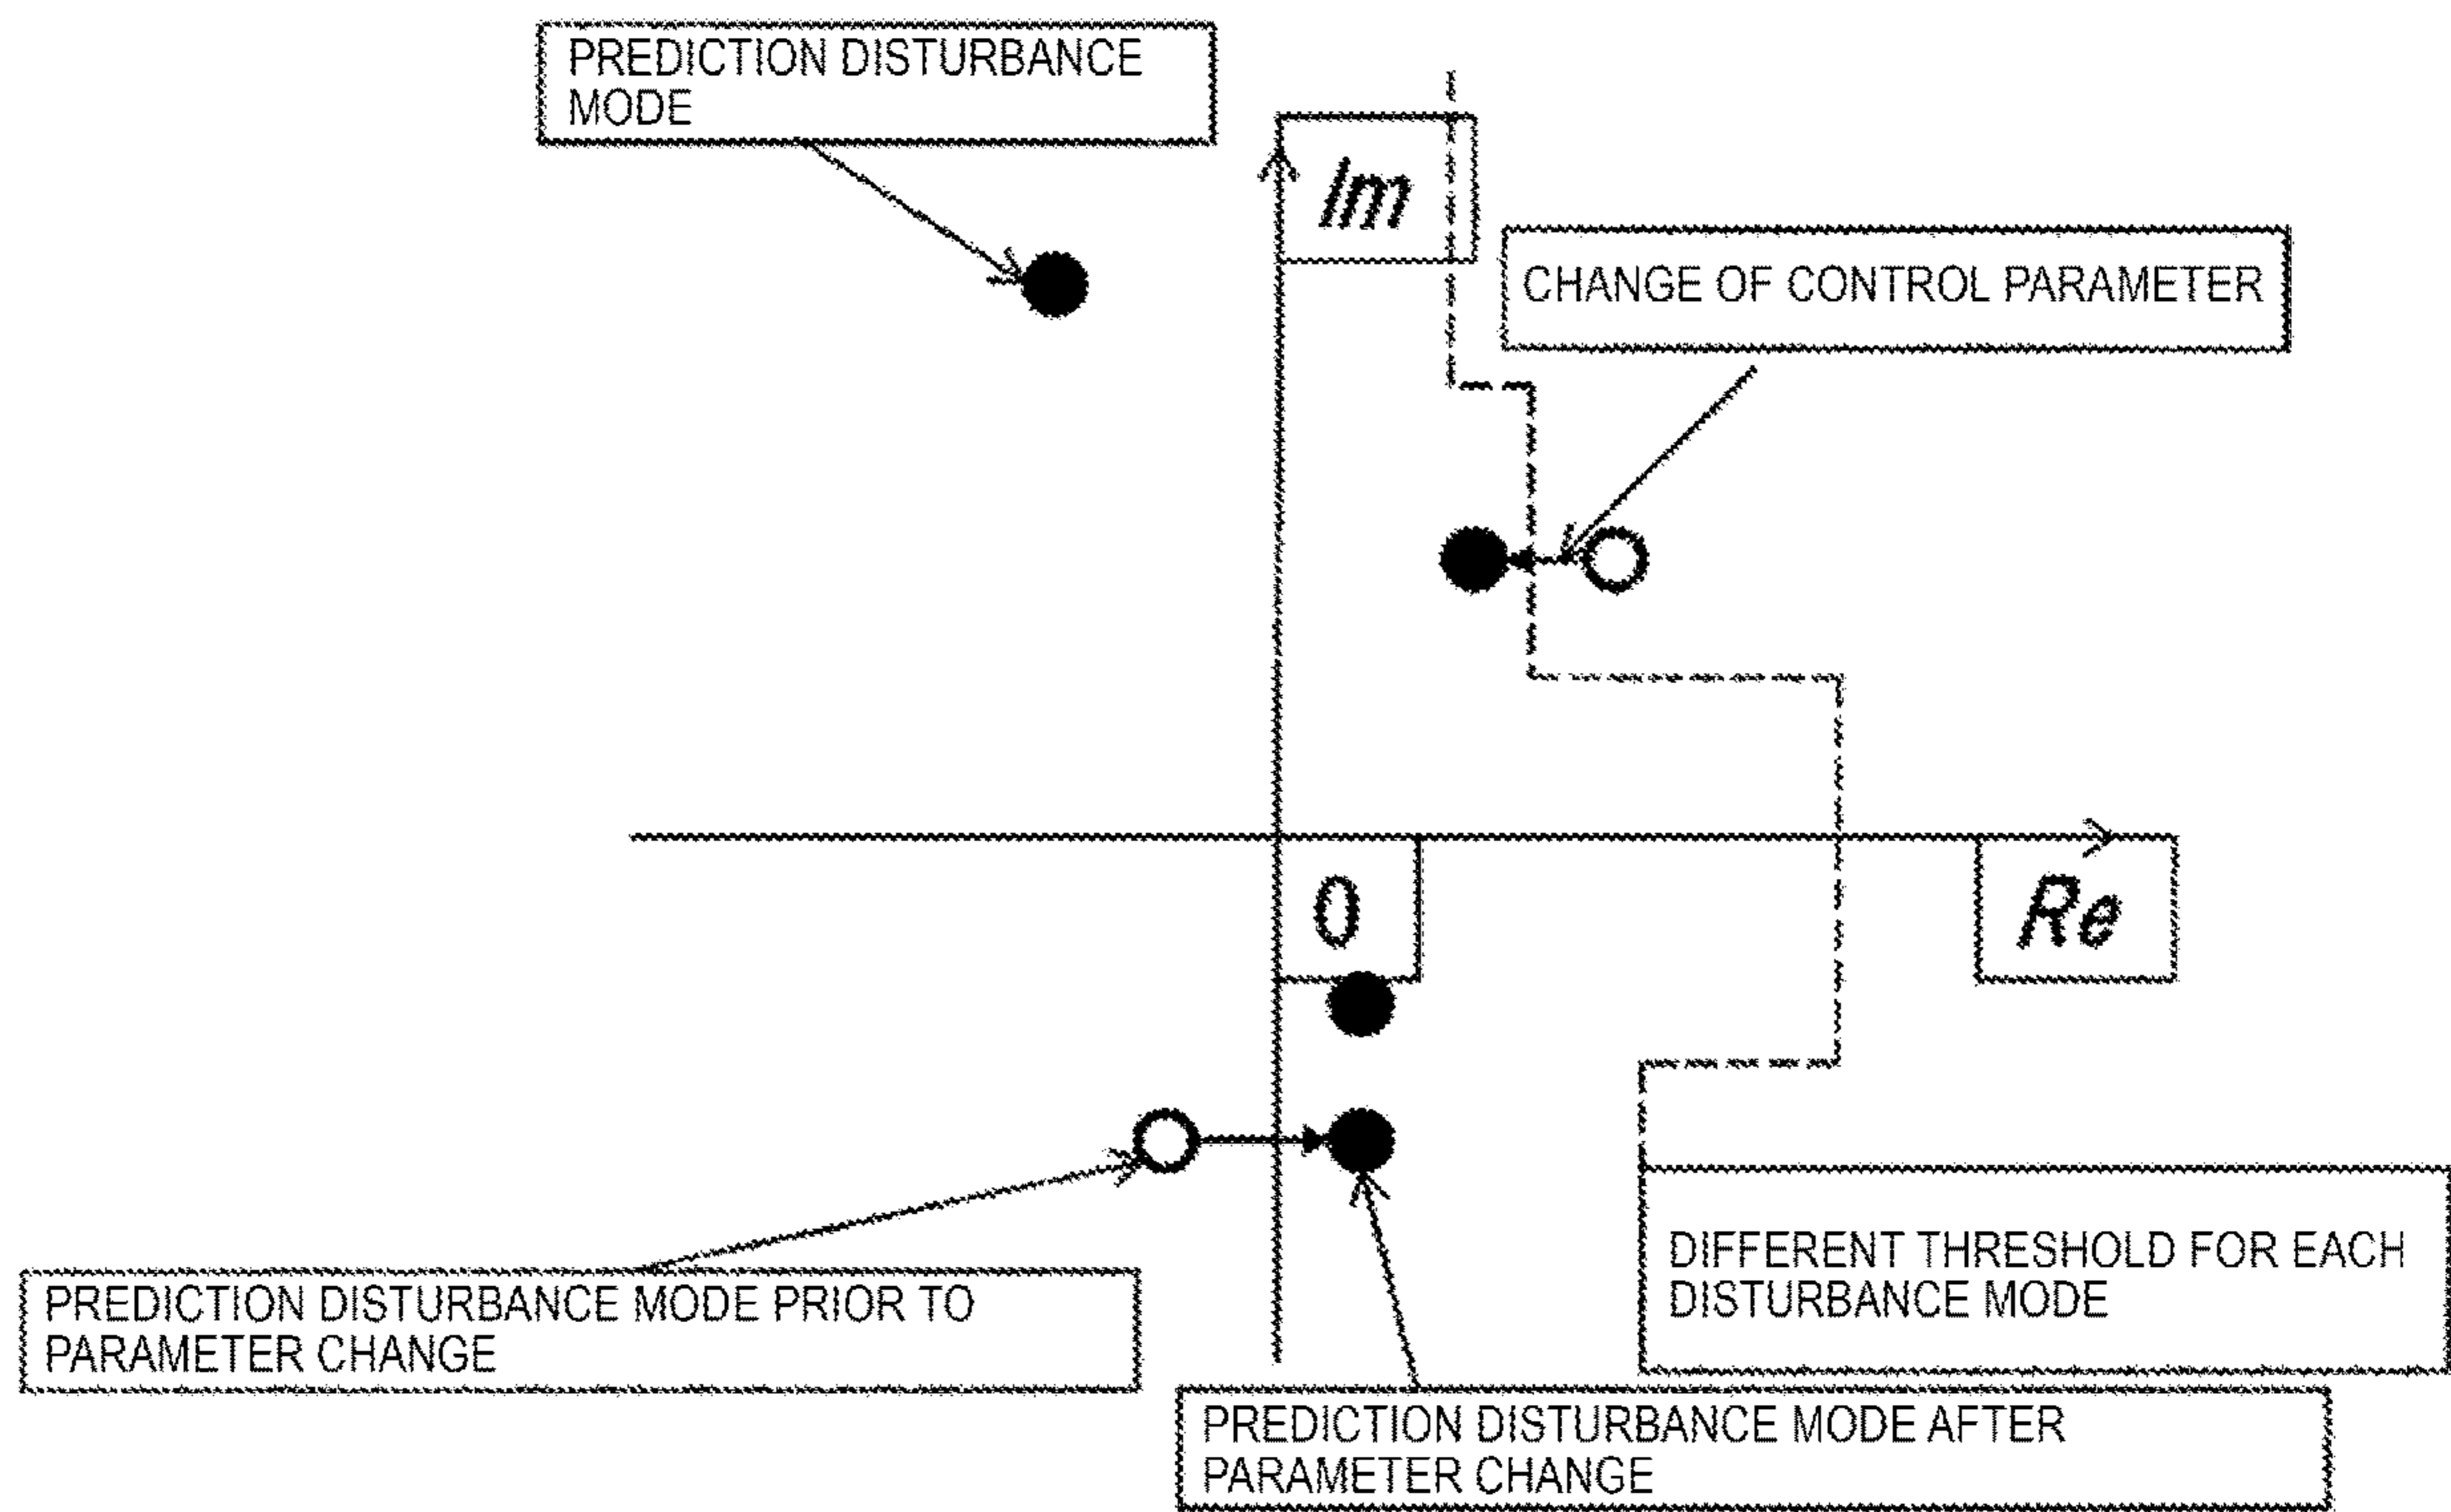 PREDICTION DISTURBANCE
MODE
Im
CHANGE OF CONTROL PARAMETER
0
Re
DIFFERENT THRESHOLD FOR EACH
DISTURBANCE MODE
PREDICTION DISTURBANCE MODE PRIOR TO
PARAMETER CHANGE
PREDICTION DISTURBANCE MODE AFTER
PARAMETER CHANGE